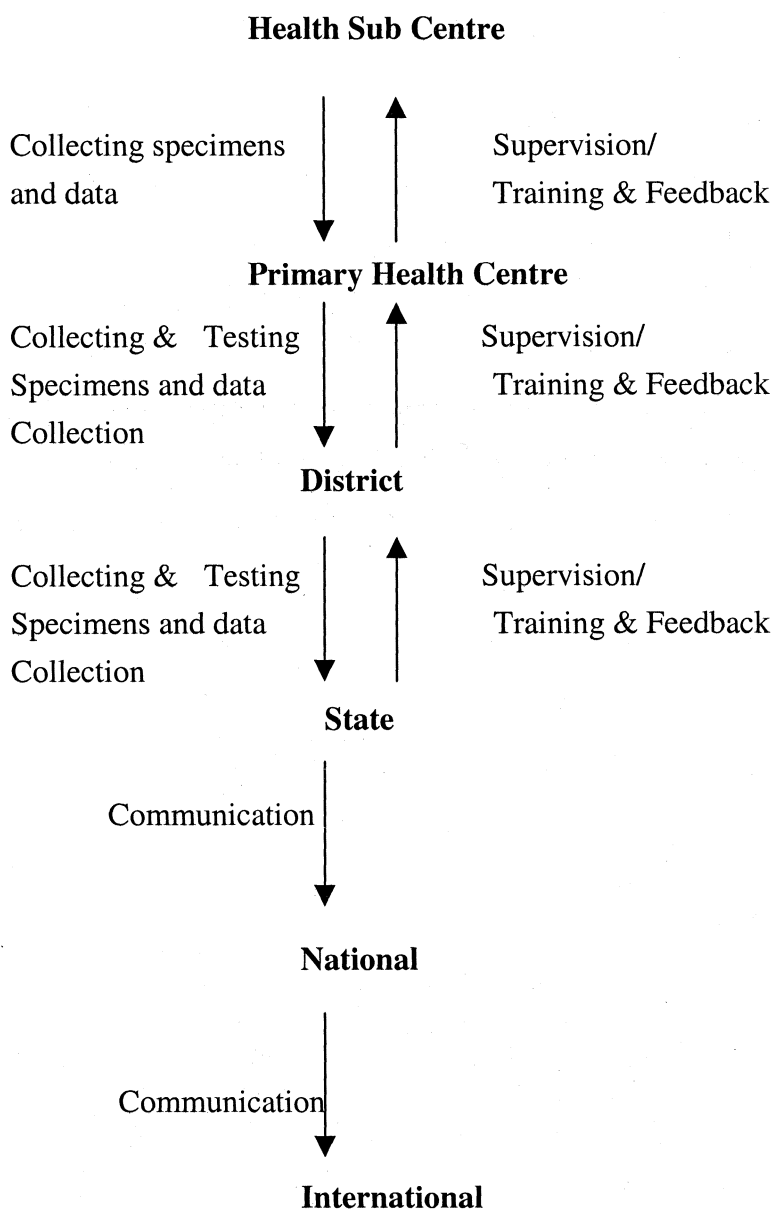 Health Sub Centre
Collecting specimens
and data
Supervision/
Training & Feedback
Primary Health Centre
Collecting & Testing
Specimens and data
Collection
Supervision/
Training & Feedback
District
Collecting & Testing
Specimens and data
Collection
Supervision/
Training & Feedback
State
Communication
National
Communication
International